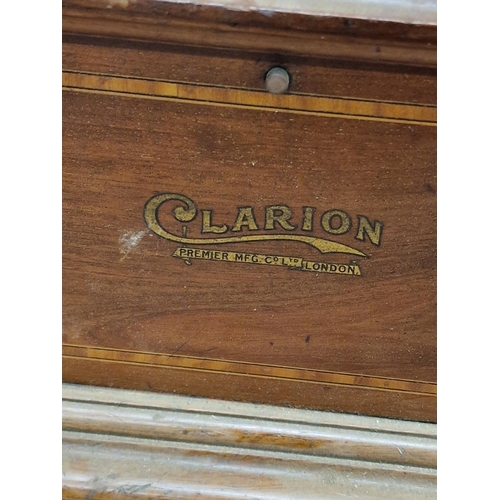 CLARION
PREMIER MFG. CO LTD LONDON